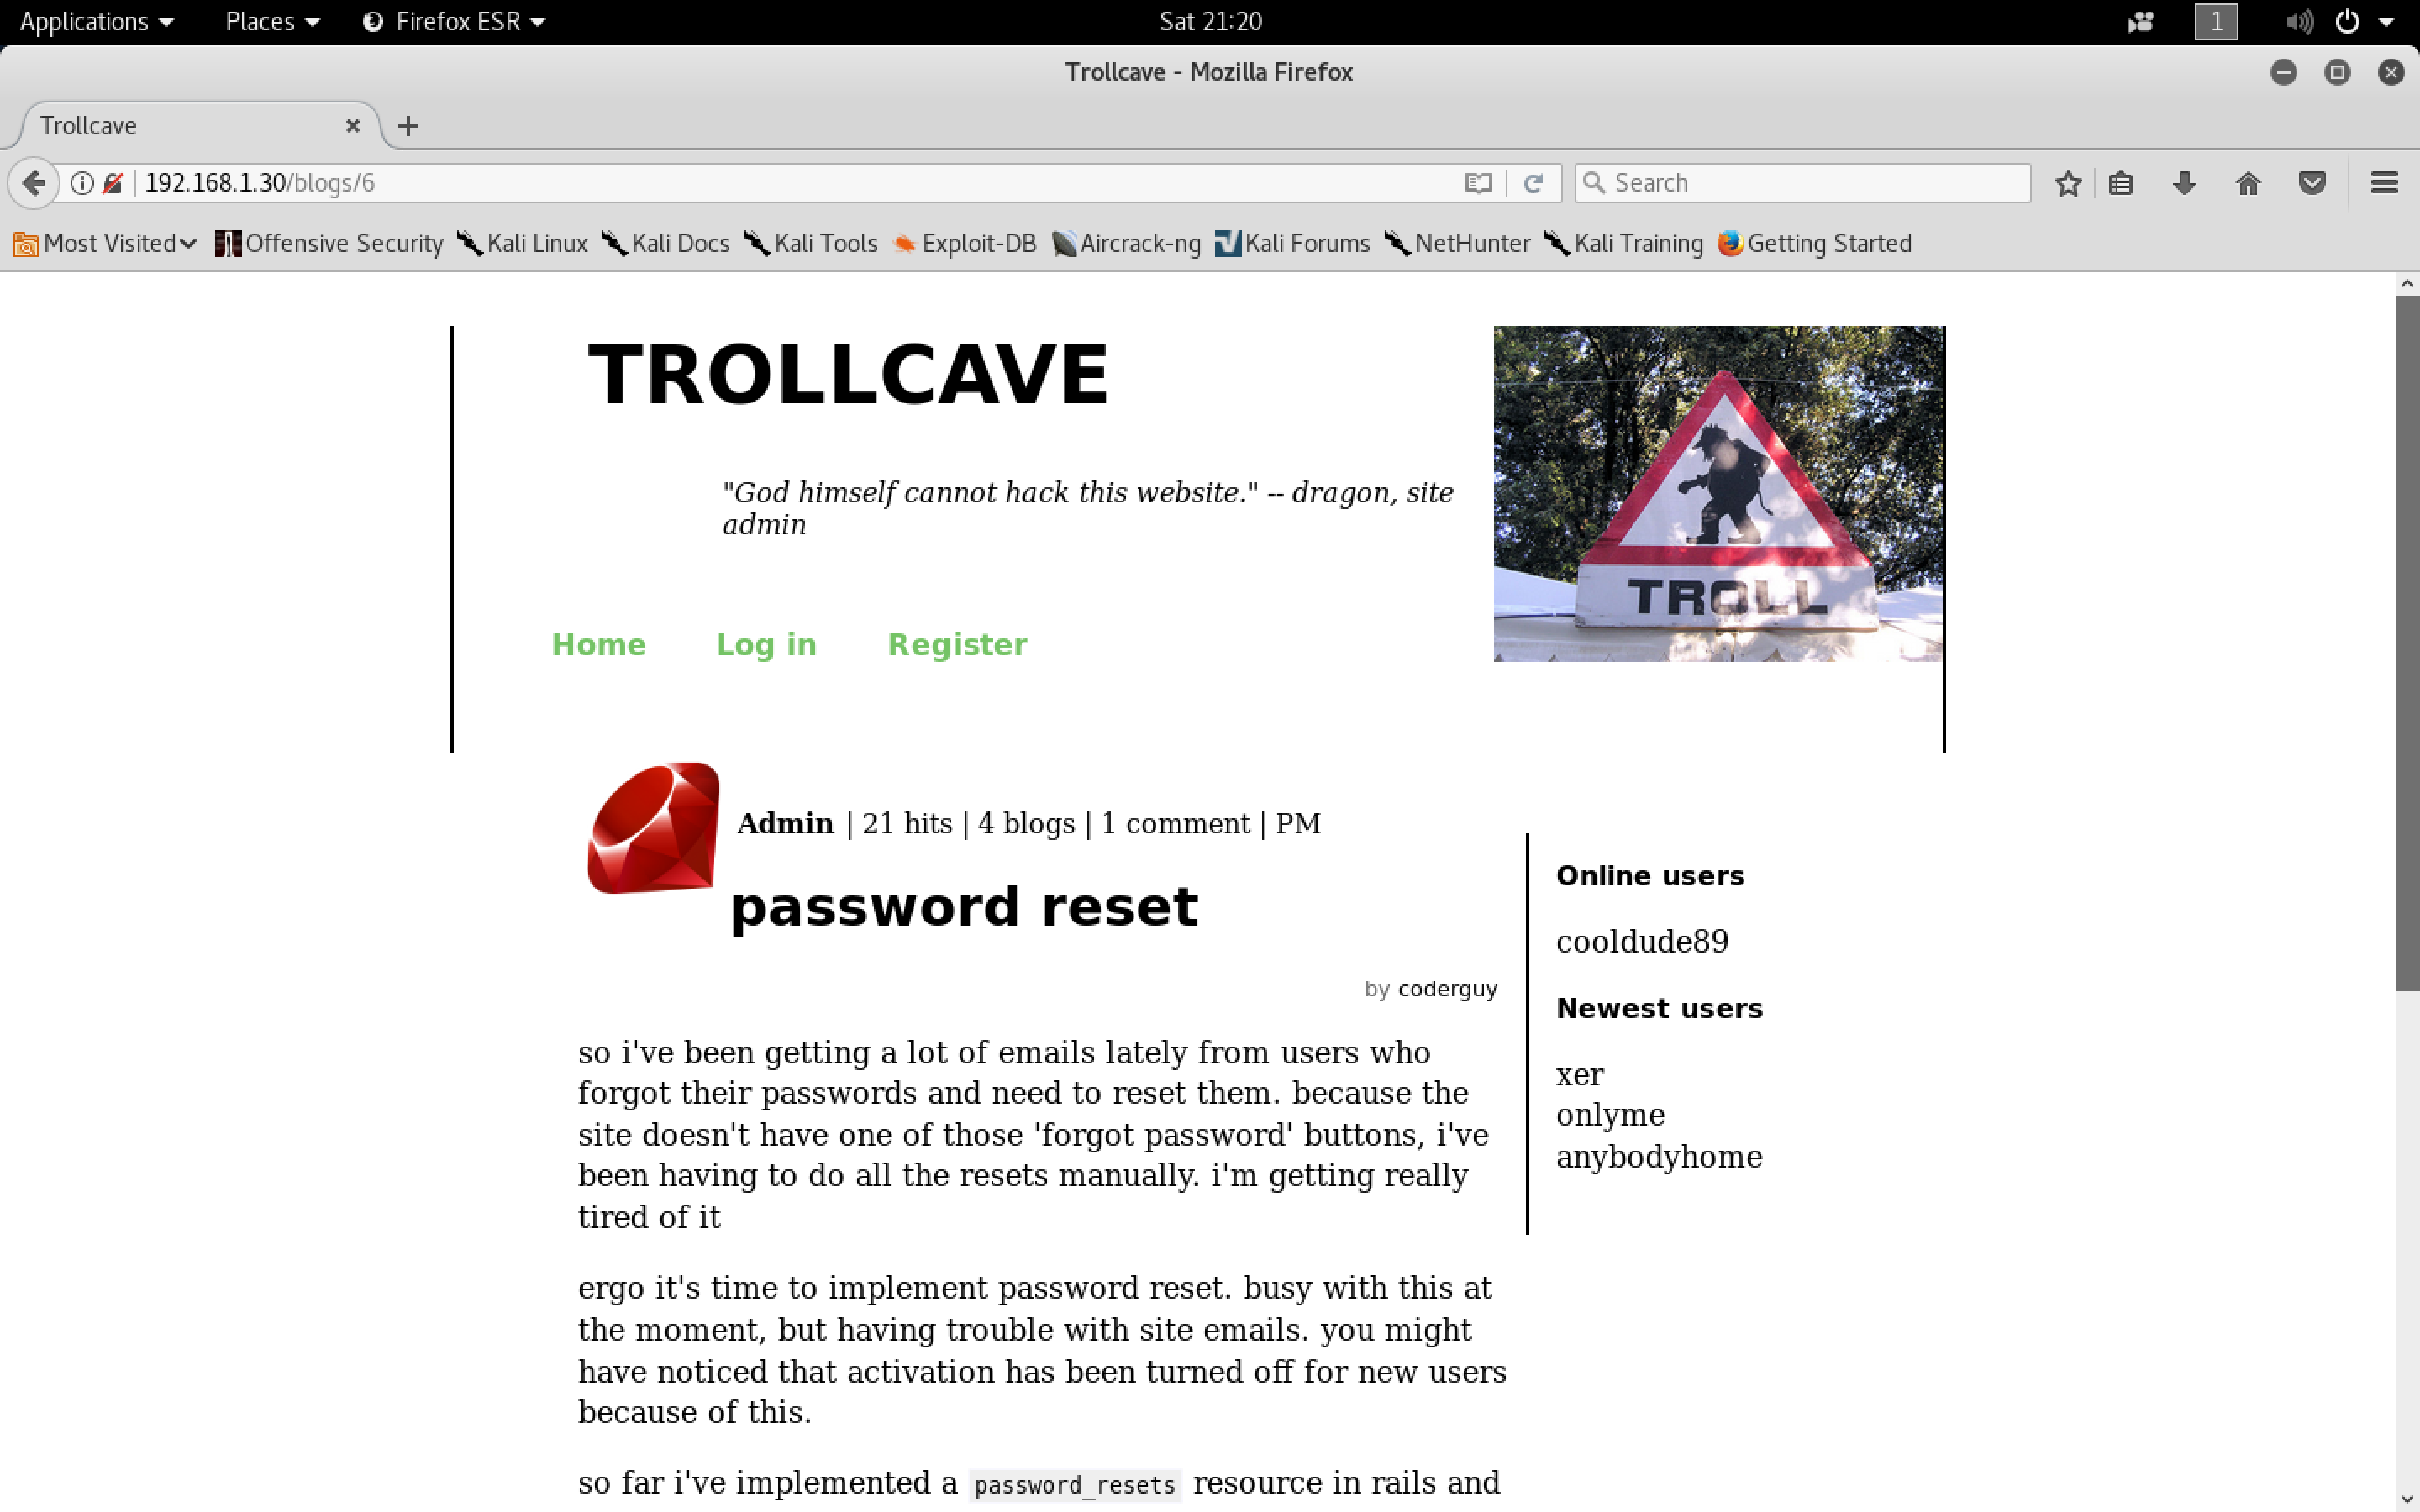 Applications Places Firefox ESR Sat 21:20 1
Trollcave - Mozilla Firefox
Trollcave
192.168.1.30/blogs/6 Search
Most Visited Offensive Security Kali Linux Kali Docs Kali Tools Exploit-DB Aircrack-ng Kali Forums NetHunter Kali Training Getting Started
TROLLCAVE
"God himself cannot hack this website." -- dragon, site
admin
TROLL
Home Log in Register
Admin | 21 hits | 4 blogs | 1 comment | PM
password reset
by coderguy
so i've been getting a lot of emails lately from users who
forgot their passwords and need to reset them. because the
site doesn't have one of those 'forgot password' buttons, i've
been having to do all the resets manually. i'm getting really
tired of it
ergo it's time to implement password reset. busy with this at
the moment, but having trouble with site emails. you might
have noticed that activation has been turned off for new users
because of this.
so far i've implemented a password_resets resource in rails and
Online users
cooldude89
Newest users
xer
onlyme
anybodyhome